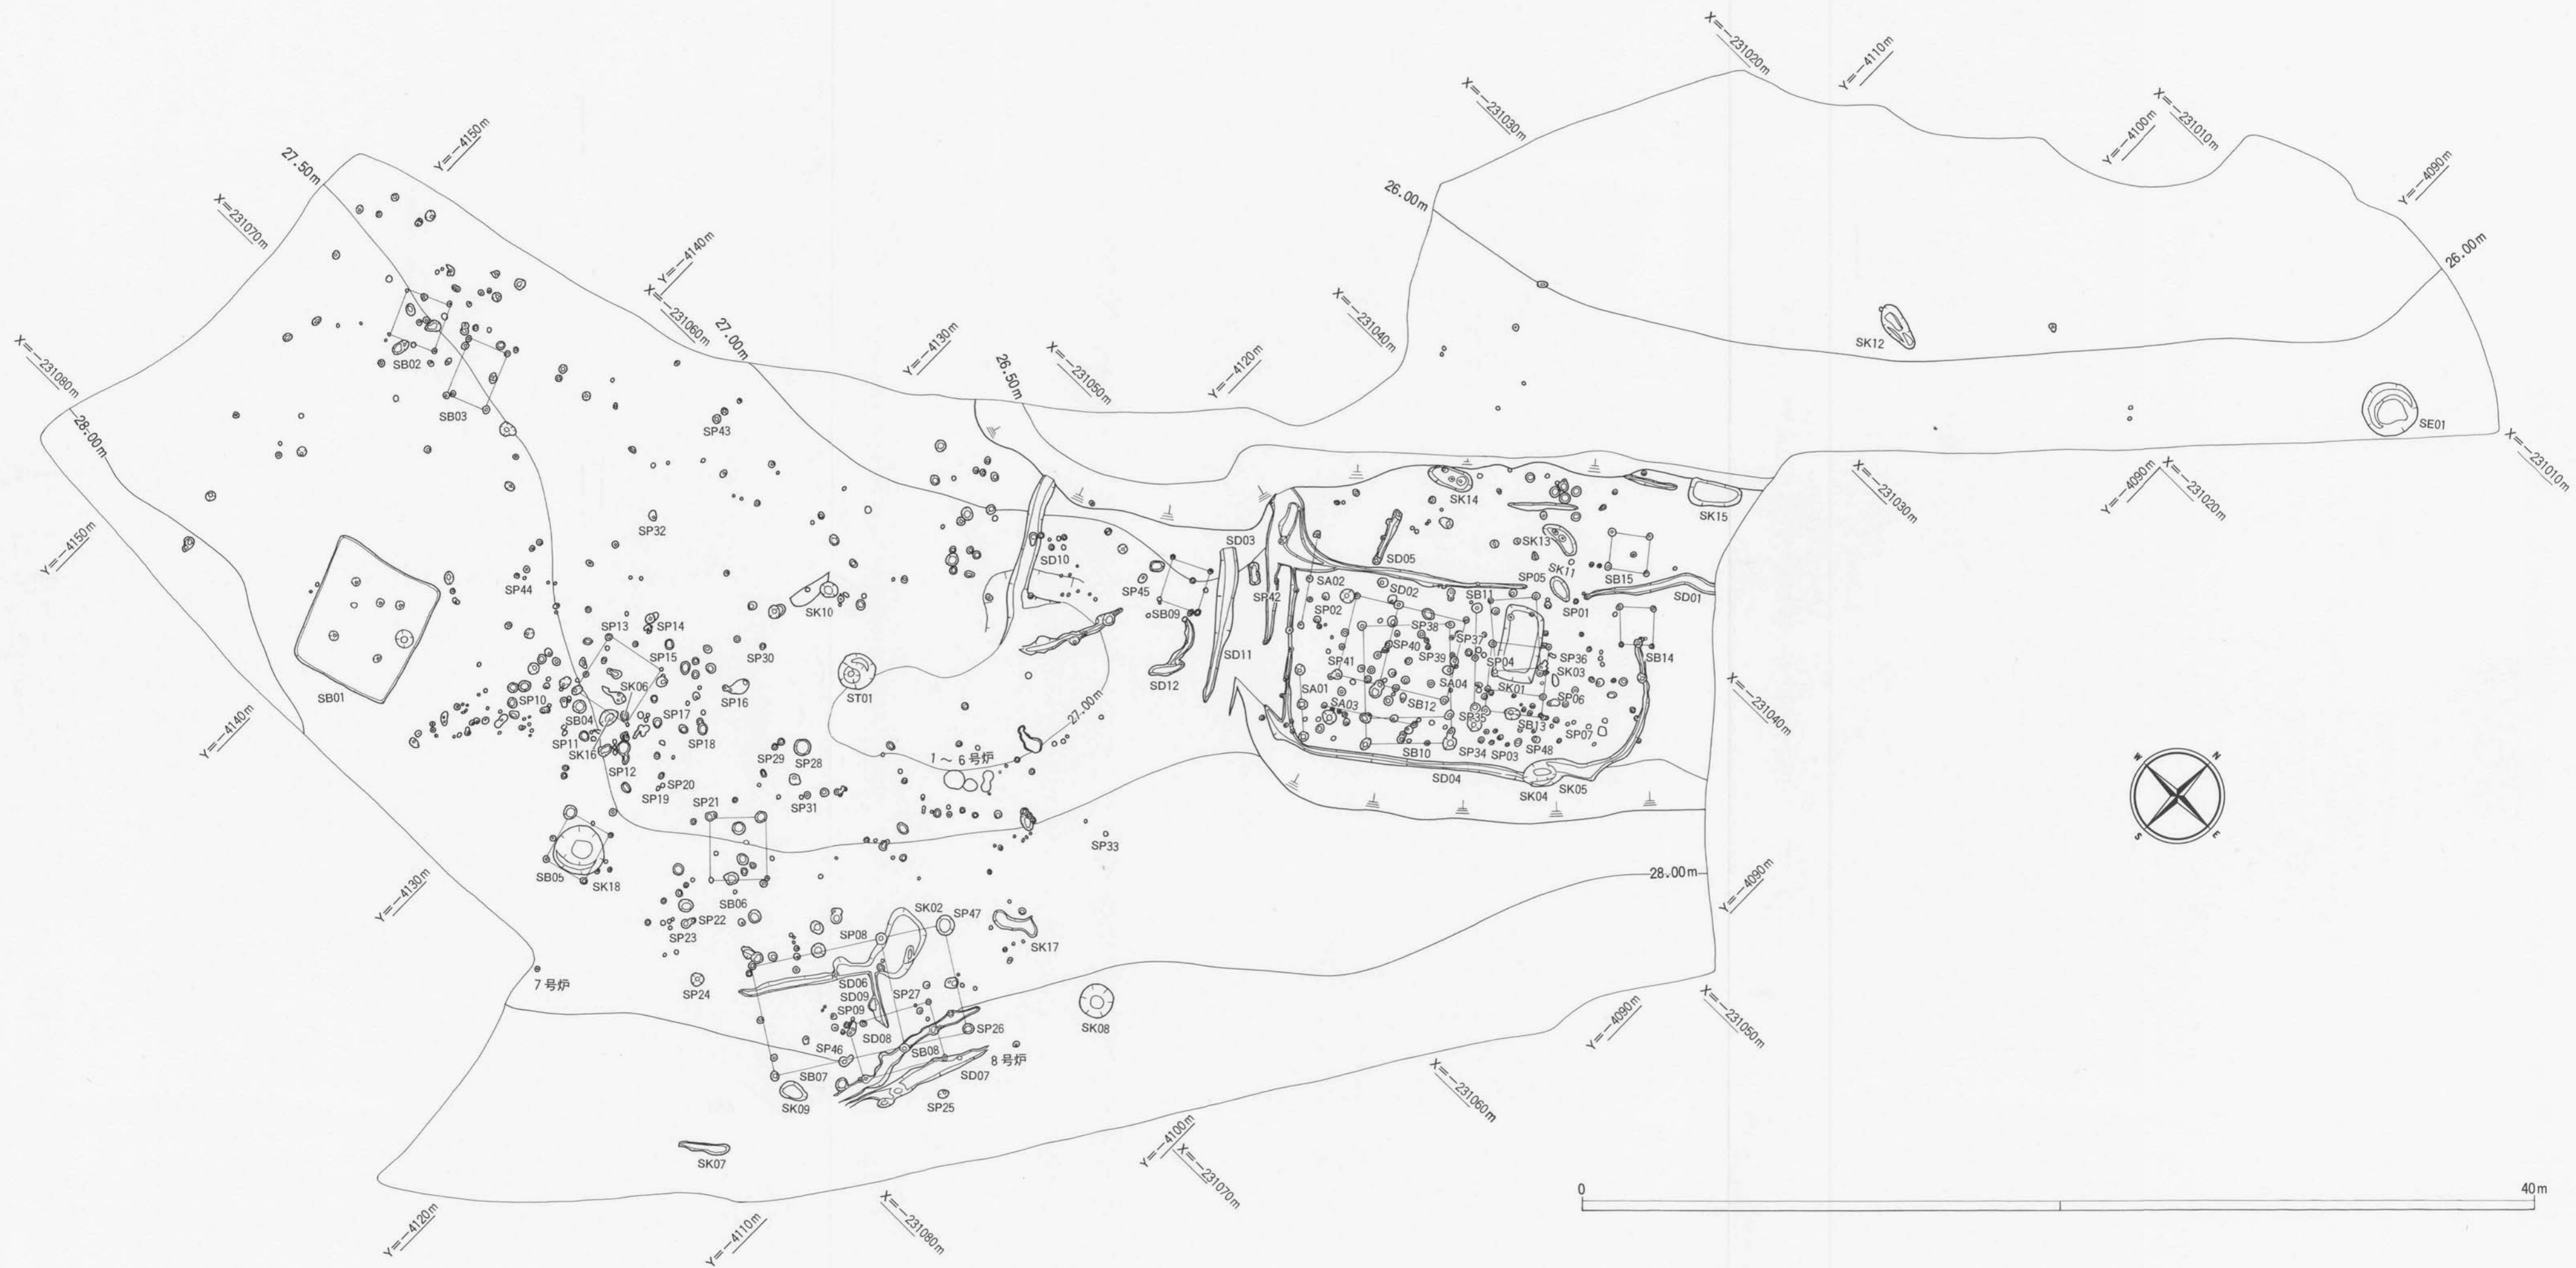 X=-231020m
Y=-4110m
X=-231030m
X=-231010m
Y=-4100m
Y=-4150m
27.50m
Y=-4090m
26.00m
X=231070m
Y=-4140m
26.00m
X=-231060m
X=-231040m
27.00m
Y=-4130m
X=-231080m
26.50m
X=-231050m
Y=-4120m
SK12
SB02
SB03
28.00m
SP43
SE01
X=-231010m
Y=-4090m
X=-231020m
X=-231030m
SK14
SK15
SP32
Y=-4150m
SD03
SK13
SD10
SD05
SK11
SP05
SB15
SP44
SP45
SP42
SA02
SD02
SB11
SD01
SK10
SB09
SP02
SP01
SP13
SP14
SP38
SP37
SP15
SP30
SD11
SP41
SP40
SP39
SP04
SP36
SB14
SB01
SK06
SP16
ST01
SD12
SA01
SA04
SK01
SK03
SP10
SB04
SP17
SA03
SB12
SP06
27.00m
X=-231040m
SP11
SP18
SP35
SB13
SP07
Y=-4140m
SK16
SP12
SP29
SP28
1～6号炉
SB10
SP34
SP03
SP48
SP20
SP19
SP21
SP31
SD04
SK04
SK05
N
W
S
E
SP33
SB05
SK18
28.00m
Y=-4130m
Y=-4090m
SB06
SP22
SP23
SP08
SK02
SP47
SK17
7号炉
SP24
SD06
SD09
SP27
SP09
SK08
SD08
SP26
SP46
SB08
8号炉
Y=-4090m
X=-231050m
SB07
SD07
SK09
SP25
X=-231060m
SK07
Y=-4100m
X=-231070m
0
40m
Y=-4120m
Y=-4110m
X=-231080m